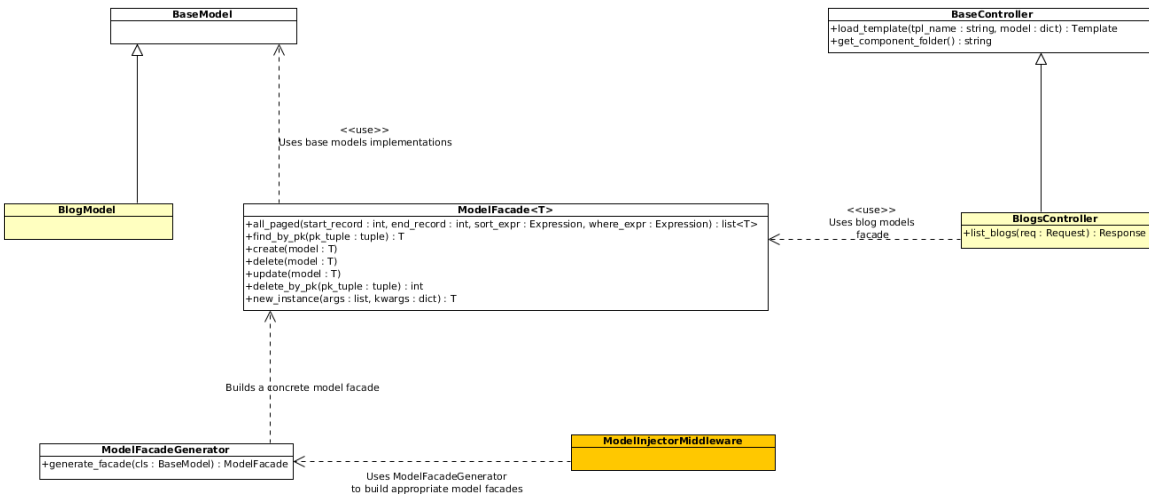 BaseModel
BaseController
+load_template(tpl_name : string, model : dict) : Template
+get_component_folder() : string
<<use>>
Uses base models implementations
BlogModel
ModelFacade<T>
+all_paged(start_record : int, end_record : int, sort_expr : Expression, where_expr : Expression) : list<T>
+find_by_pk(pk_tuple : tuple) : T
+create(model : T)
+delete(model : T)
+update(model : T)
+delete_by_pk(pk_tuple : tuple) : int
+new_instance(args : list, kwargs : dict) : T
<<use>>
Uses blog models
facade
BlogsController
+list_blogs(req : Request) : Response
Builds a concrete model facade
ModelFacadeGenerator
+generate_facade(cls : BaseModel) : ModelFacade
ModelInjectorMiddleware
Uses ModelFacadeGenerator
to build appropriate model facades